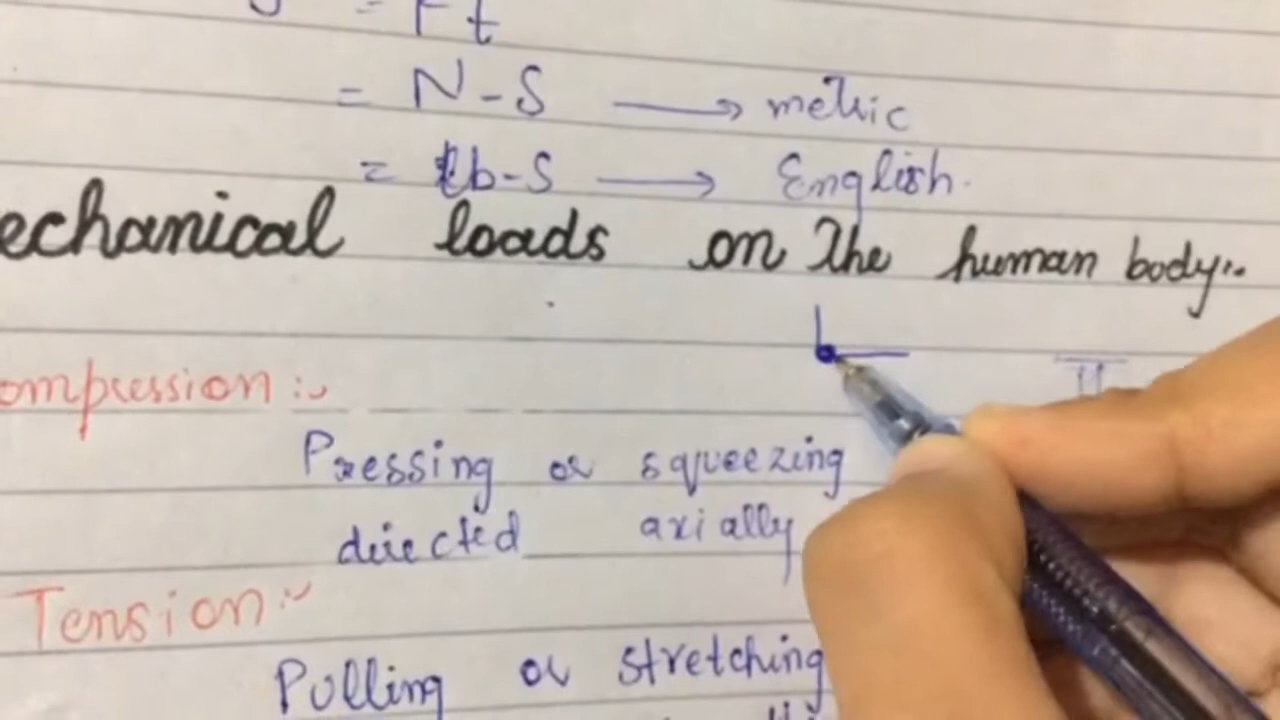 = Ft
= N-S → metric
= lb-S → English.
echanical loads on the human body:-
ompression :-
Pressing or squeezing
directed axially
Tension:-
Pulling or stretching